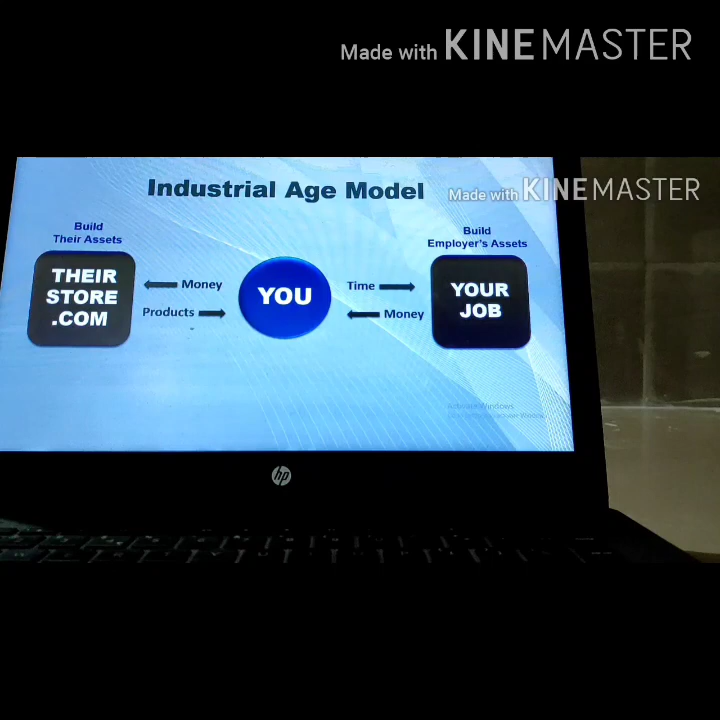 Made with KINEMASTER
Industrial Age Model
Made with KINEMASTER
Build
Their Assets
Build
Employer's Assets
THEIR
STORE
.COM
Money
Products
YOU
Time
Money
YOUR
JOB
Activate Windows
hp